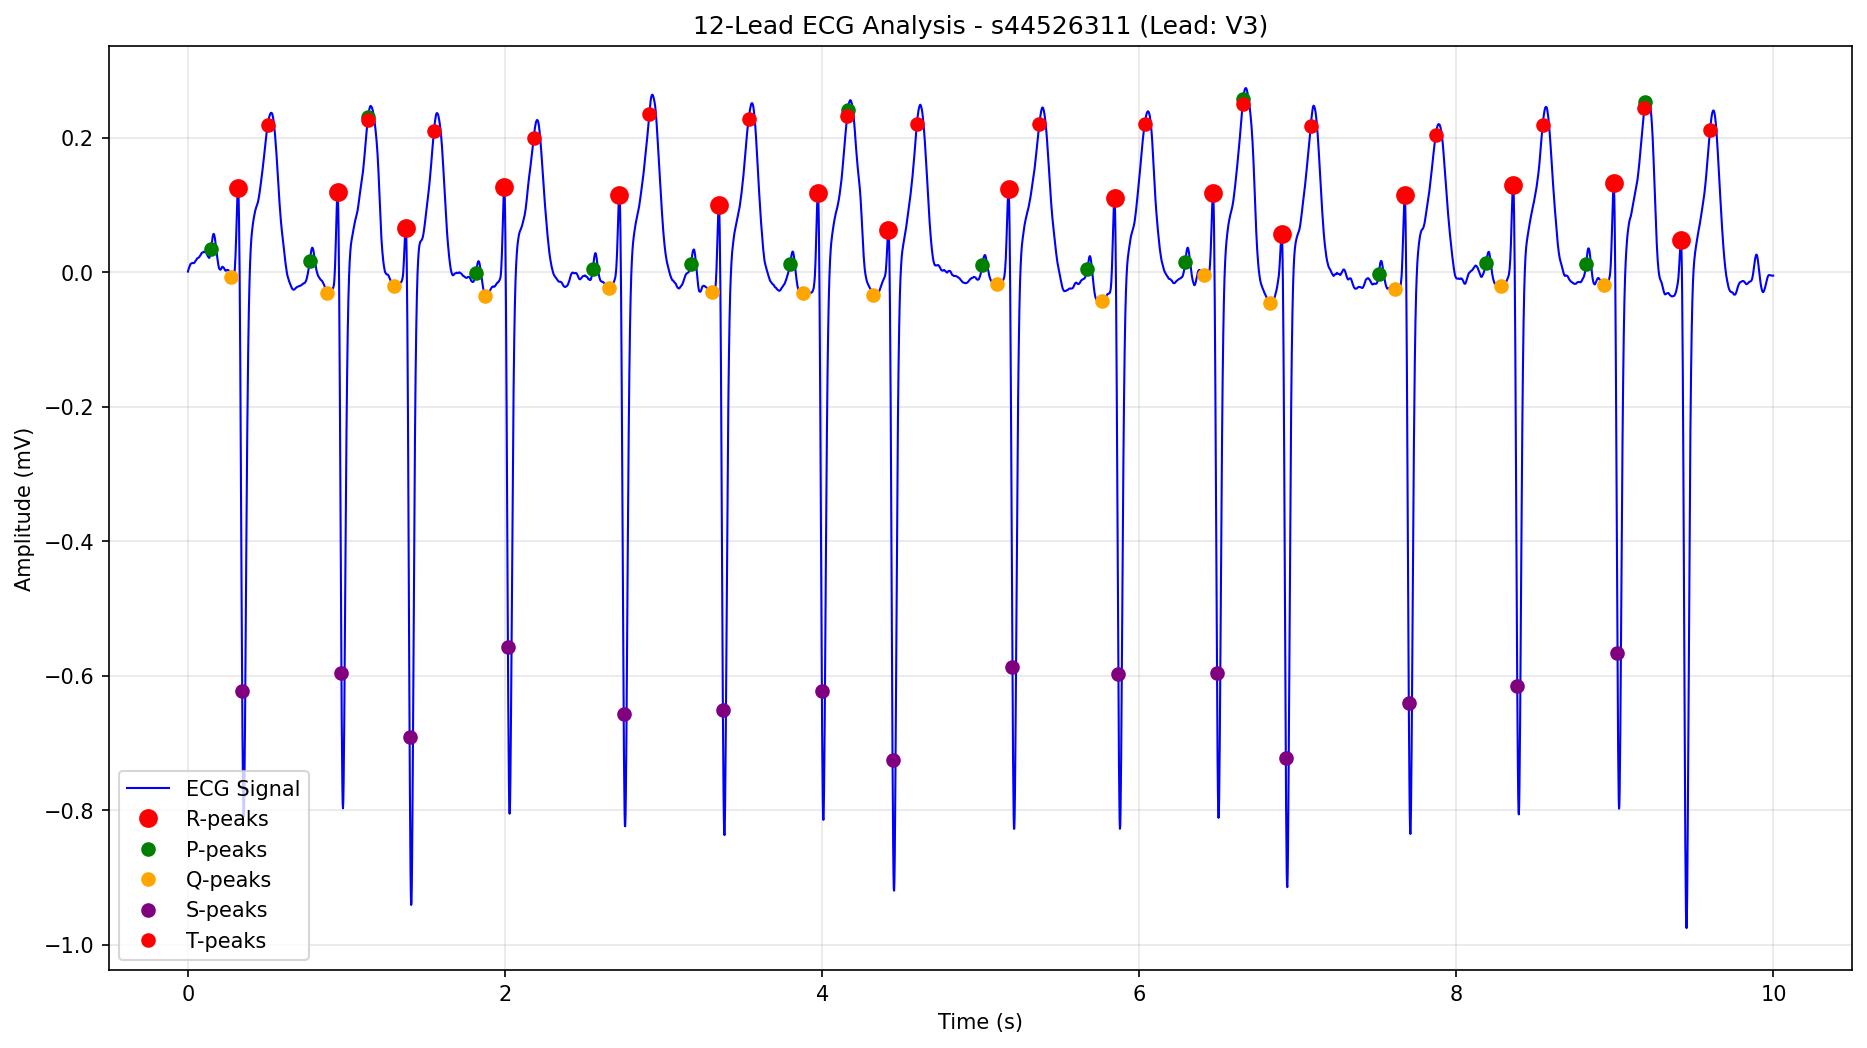 12-Lead ECG Analysis - s44526311 (Lead: V3)
Amplitude (mV)
0.2
0.0
−0.2
−0.4
−0.6
−0.8
−1.0
ECG Signal
R-peaks
P-peaks
Q-peaks
S-peaks
T-peaks
0 2 4 6 8 10
Time (s)